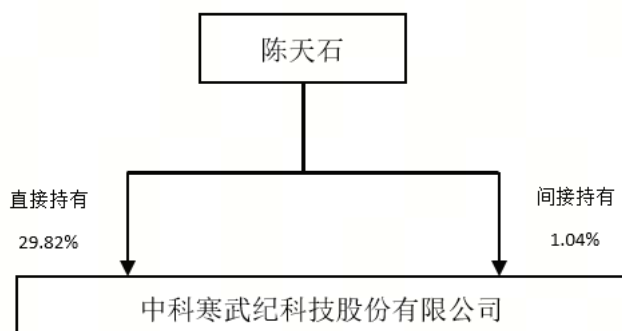 陈天石
直接持有
29.82%
间接持有
1.04%
中科寒武纪科技股份有限公司